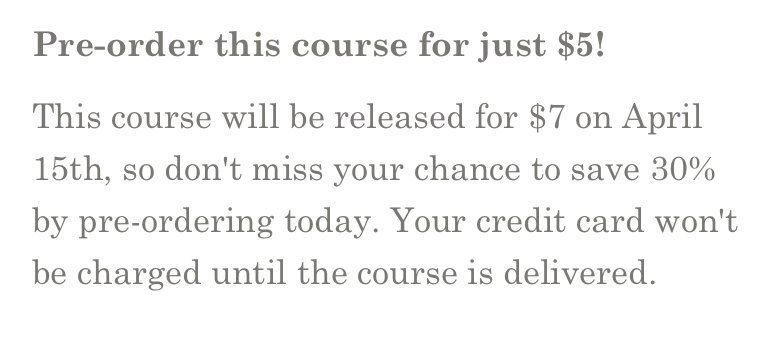 Pre-order this course for just $5!
This course will be released for $7 on April
15th, so don't miss your chance to save 30%
by pre-ordering today. Your credit card won't
be charged until the course is delivered.